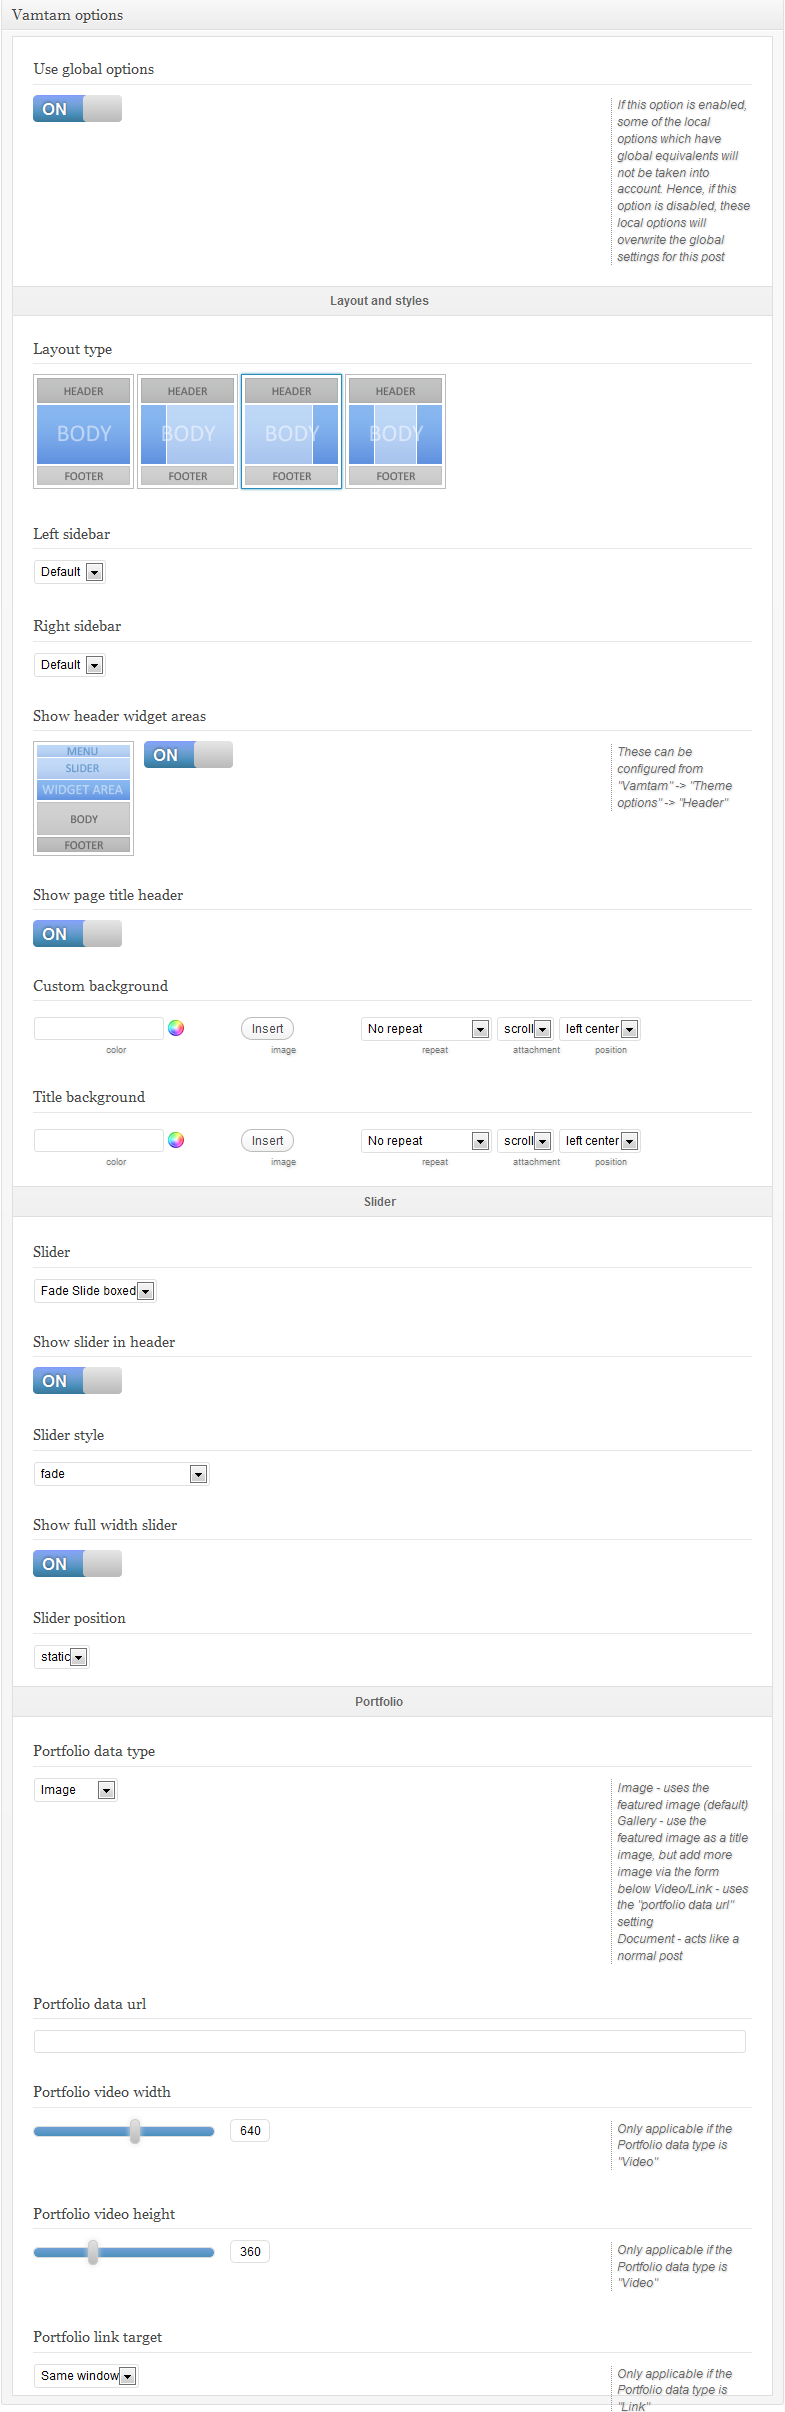 Vamtam options
Use global options
ON
If this option is enabled,
some of the local
options which have
global equivalents will
not be taken into
account. Hence, if this
option is disabled, these
local options will
overwrite the global
settings for this post
Layout and styles
Layout type
HEADER HEADER HEADER HEADER
BODY BODY BODY BODY
FOOTER FOOTER FOOTER FOOTER
Left sidebar
Default
Right sidebar
Default
Show header widget areas
MENU
SLIDER
WIDGET AREA
BODY
FOOTER
ON
These can be
configured from
"Vamtam" -> "Theme
options" -> "Header"
Show page title header
ON
Custom background
Insert No repeat scroll left center
color image repeat attachment position
Title background
Insert No repeat scroll left center
color image repeat attachment position
Slider
Slider
Fade Slide boxed
Show slider in header
ON
Slider style
fade
Show full width slider
ON
Slider position
static
Portfolio
Portfolio data type
Image
Image - uses the
featured image (default)
Gallery - use the
featured image as a title
image, but add more
image via the form
below Video/Link - uses
the "portfolio data url"
setting
Document - acts like a
normal post
Portfolio data url
Portfolio video width
640
Only applicable if the
Portfolio data type is
"Video"
Portfolio video height
360
Only applicable if the
Portfolio data type is
"Video"
Portfolio link target
Same window
Only applicable if the
Portfolio data type is
"Link"